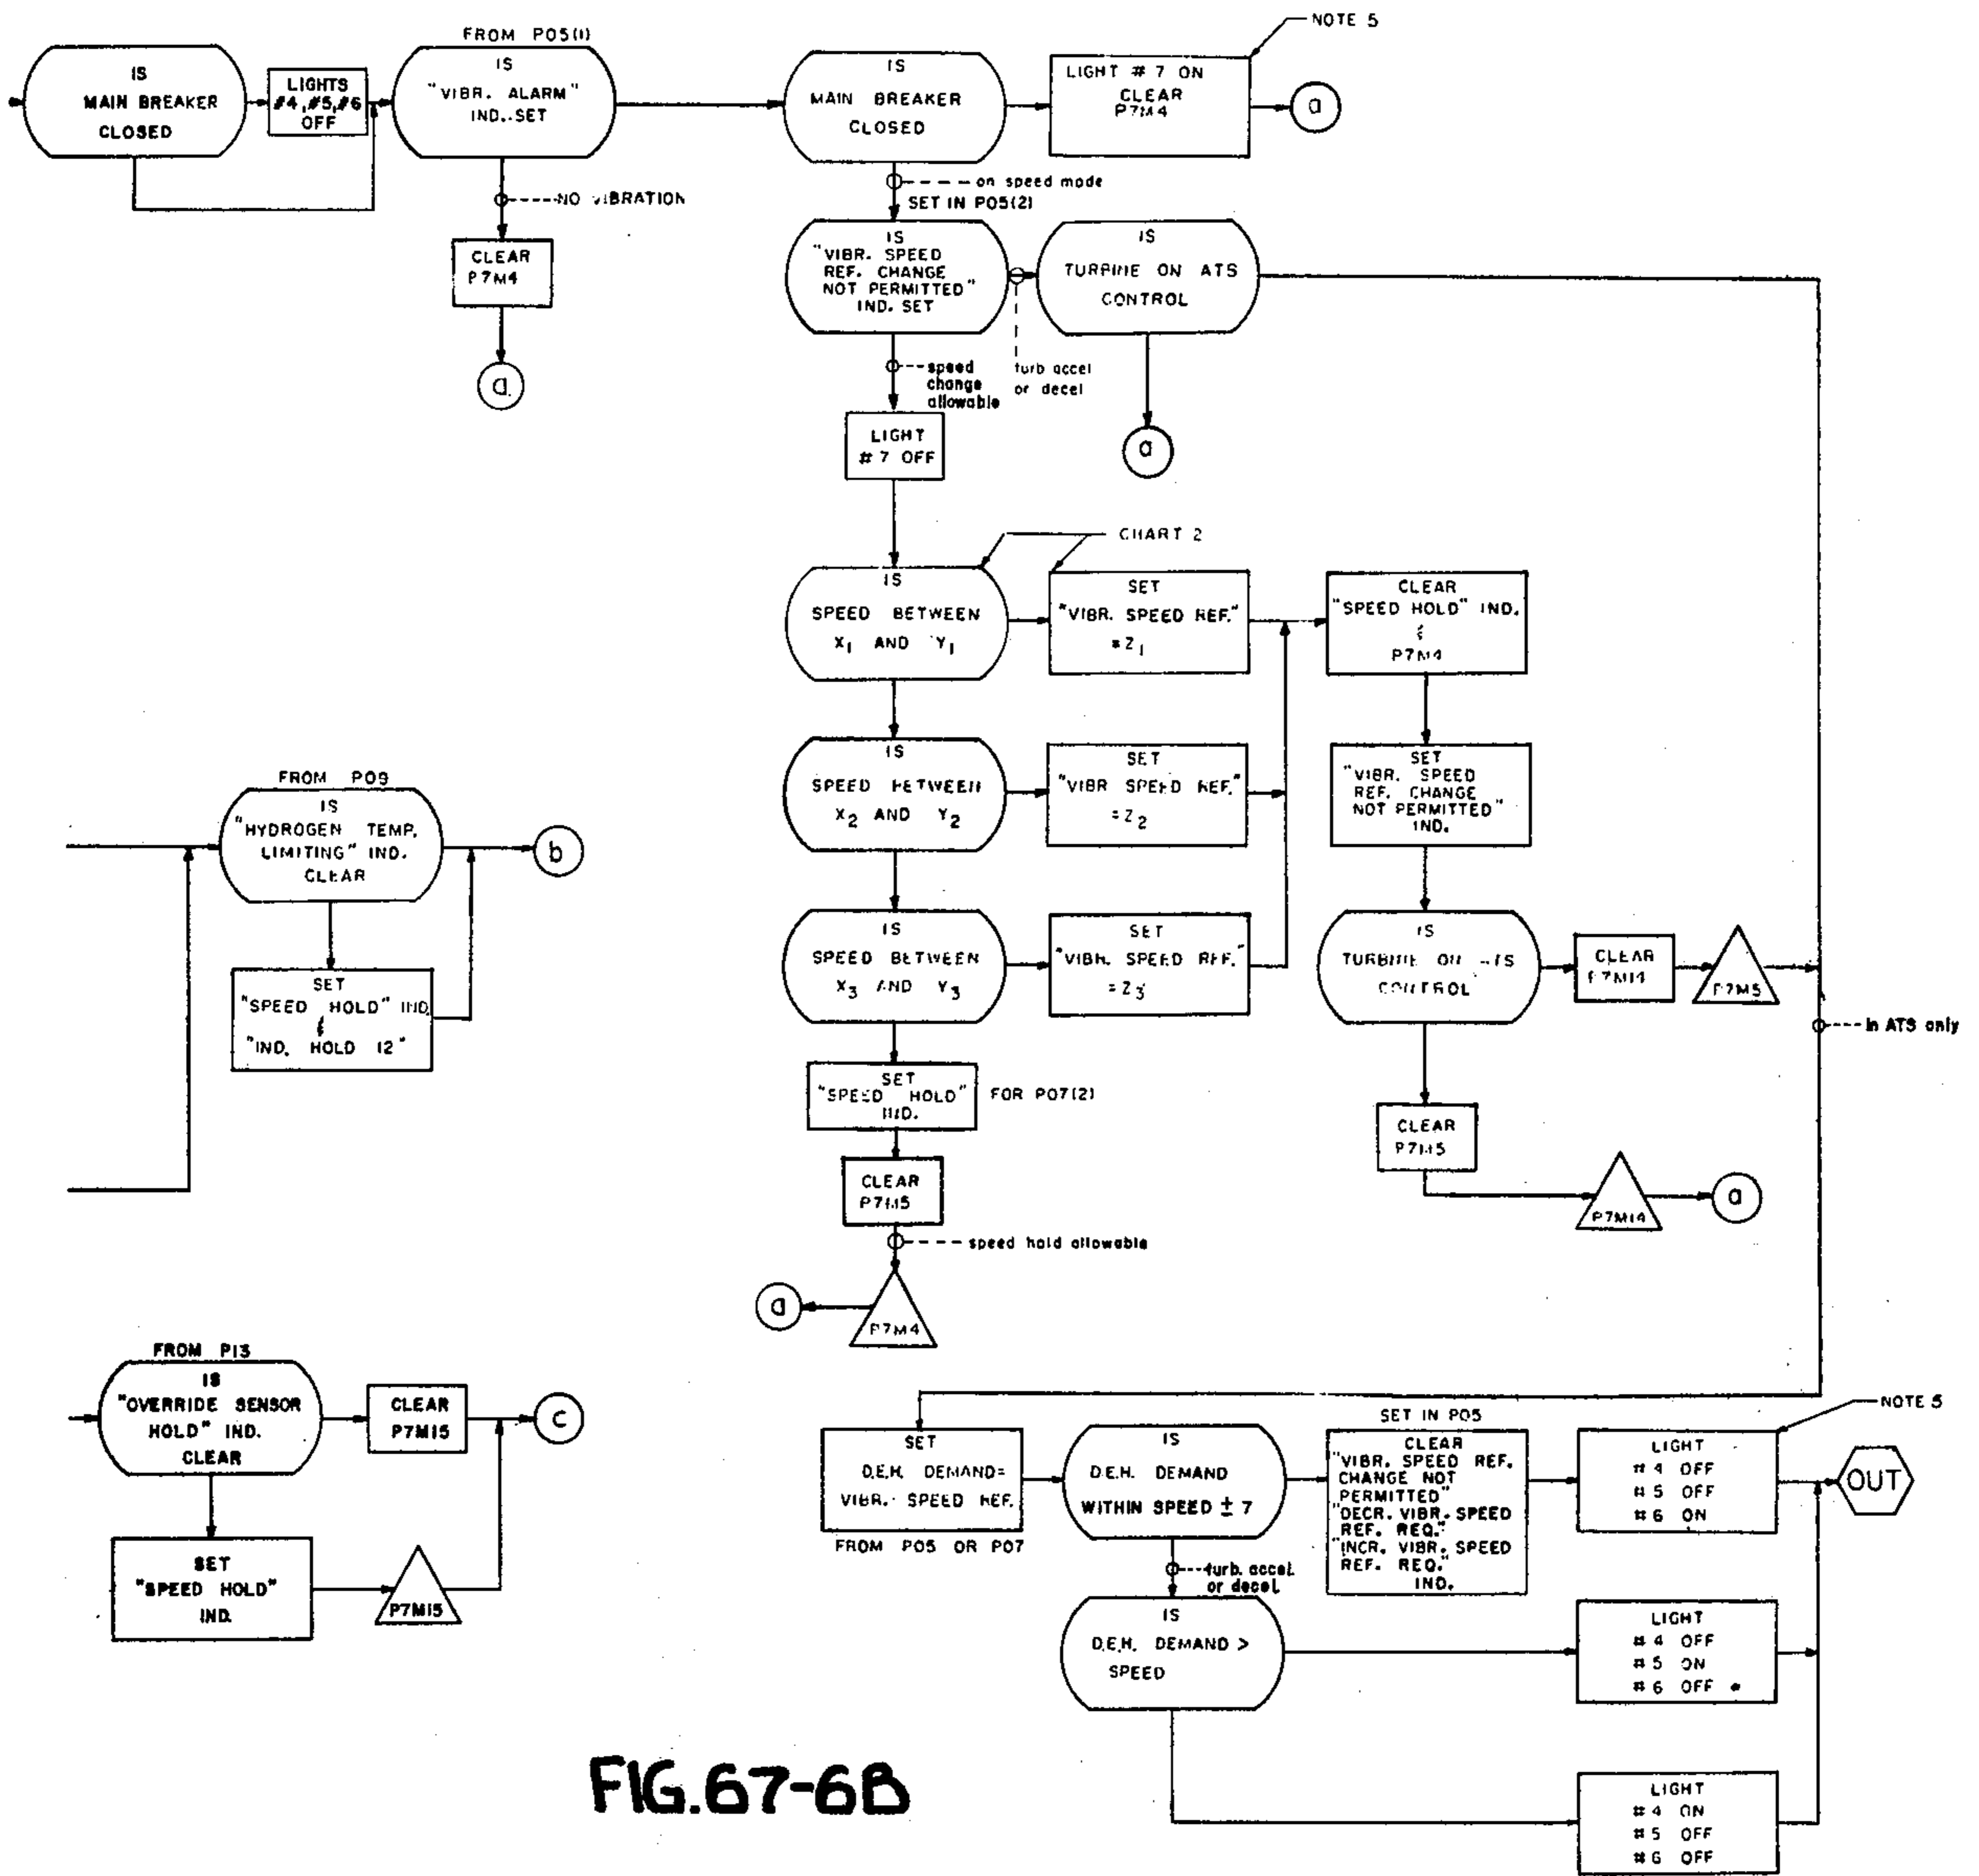 NOTE 5
FROM P05(1)
IS
MAIN BREAKER
CLOSED
LIGHTS
#4,#5,#6
OFF
IS
"VIBR. ALARM"
IND. SET
IS
MAIN BREAKER
CLOSED
LIGHT # 7 ON
CLEAR
P7M4
a
NO VIBRATION
on speed mode
SET IN P05(2)
CLEAR
P7M4
a
IS
"VIBR. SPEED
REF. CHANGE
NOT PERMITTED"
IND. SET
IS
TURBINE ON ATS
CONTROL
speed
change
allowable
turb accel
or decel
LIGHT
# 7 OFF
a
CHART 2
IS
SPEED BETWEEN
X1 AND Y1
SET
"VIBR. SPEED REF."
=Z1
CLEAR
"SPEED HOLD" IND.
&
P7M4
IS
SPEED BETWEEN
X2 AND Y2
SET
"VIBR SPEED REF."
=Z2
SET
"VIBR. SPEED
REF. CHANGE
NOT PERMITTED"
IND.
FROM P09
IS
"HYDROGEN TEMP.
LIMITING" IND.
CLEAR
b
SET
"SPEED HOLD" IND.
&
"IND. HOLD 12"
IS
SPEED BETWEEN
X3 AND Y3
SET
"VIBR. SPEED REF."
=Z3
IS
TURBINE ON ATS
CONTROL
CLEAR
P7M14
P7M5
In ATS only
SET
"SPEED HOLD"
IND.
FOR P07(2)
CLEAR
P7M5
CLEAR
P7M5
P7M14
a
speed hold allowable
a
P7M4
FROM P13
IS
"OVERRIDE SENSOR
HOLD" IND.
CLEAR
CLEAR
P7M15
c
SET
"SPEED HOLD"
IND.
P7M15
SET
D.E.H. DEMAND=
VIBR. SPEED REF.
FROM P05 OR P07
IS
D.E.H. DEMAND
WITHIN SPEED ± 7
SET IN P05
CLEAR
"VIBR. SPEED REF.
CHANGE NOT
PERMITTED"
"DECR. VIBR. SPEED
REF. REQ."
"INCR. VIBR. SPEED
REF. REQ."
IND.
NOTE 5
LIGHT
# 4 OFF
# 5 OFF
# 6 ON
OUT
turb. accel.
or decel.
IS
D.E.H. DEMAND >
SPEED
LIGHT
# 4 OFF
# 5 ON
# 6 OFF
LIGHT
# 4 ON
# 5 OFF
# 6 OFF
FIG.67-6B